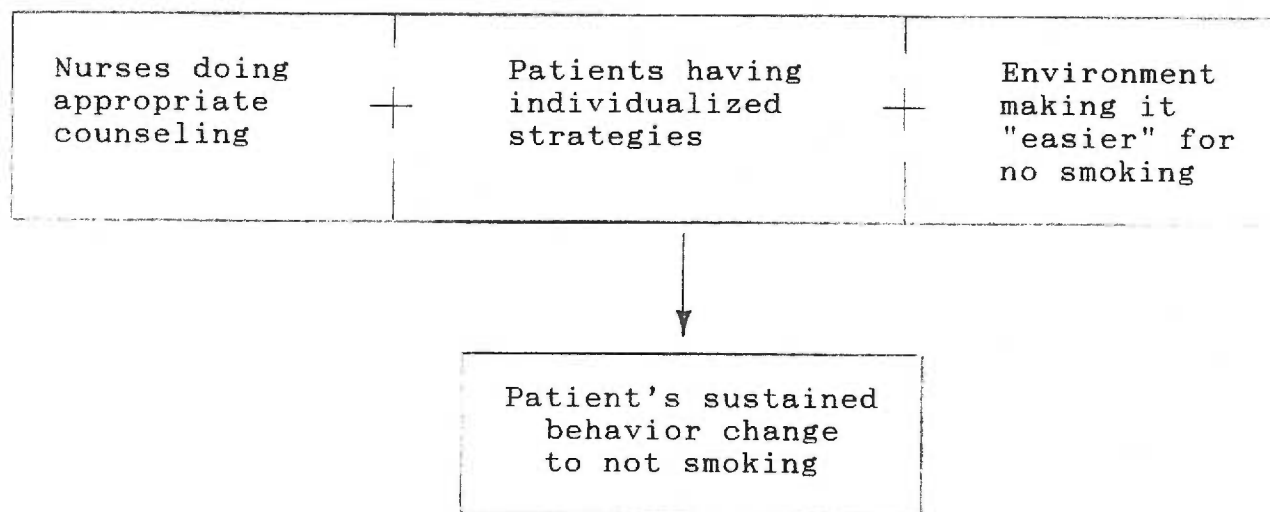 Nurses doing
appropriate
counseling
+
Patients having
individualized
strategies
+
Environment
making it
"easier" for
no smoking
Patient's sustained
behavior change
to not smoking